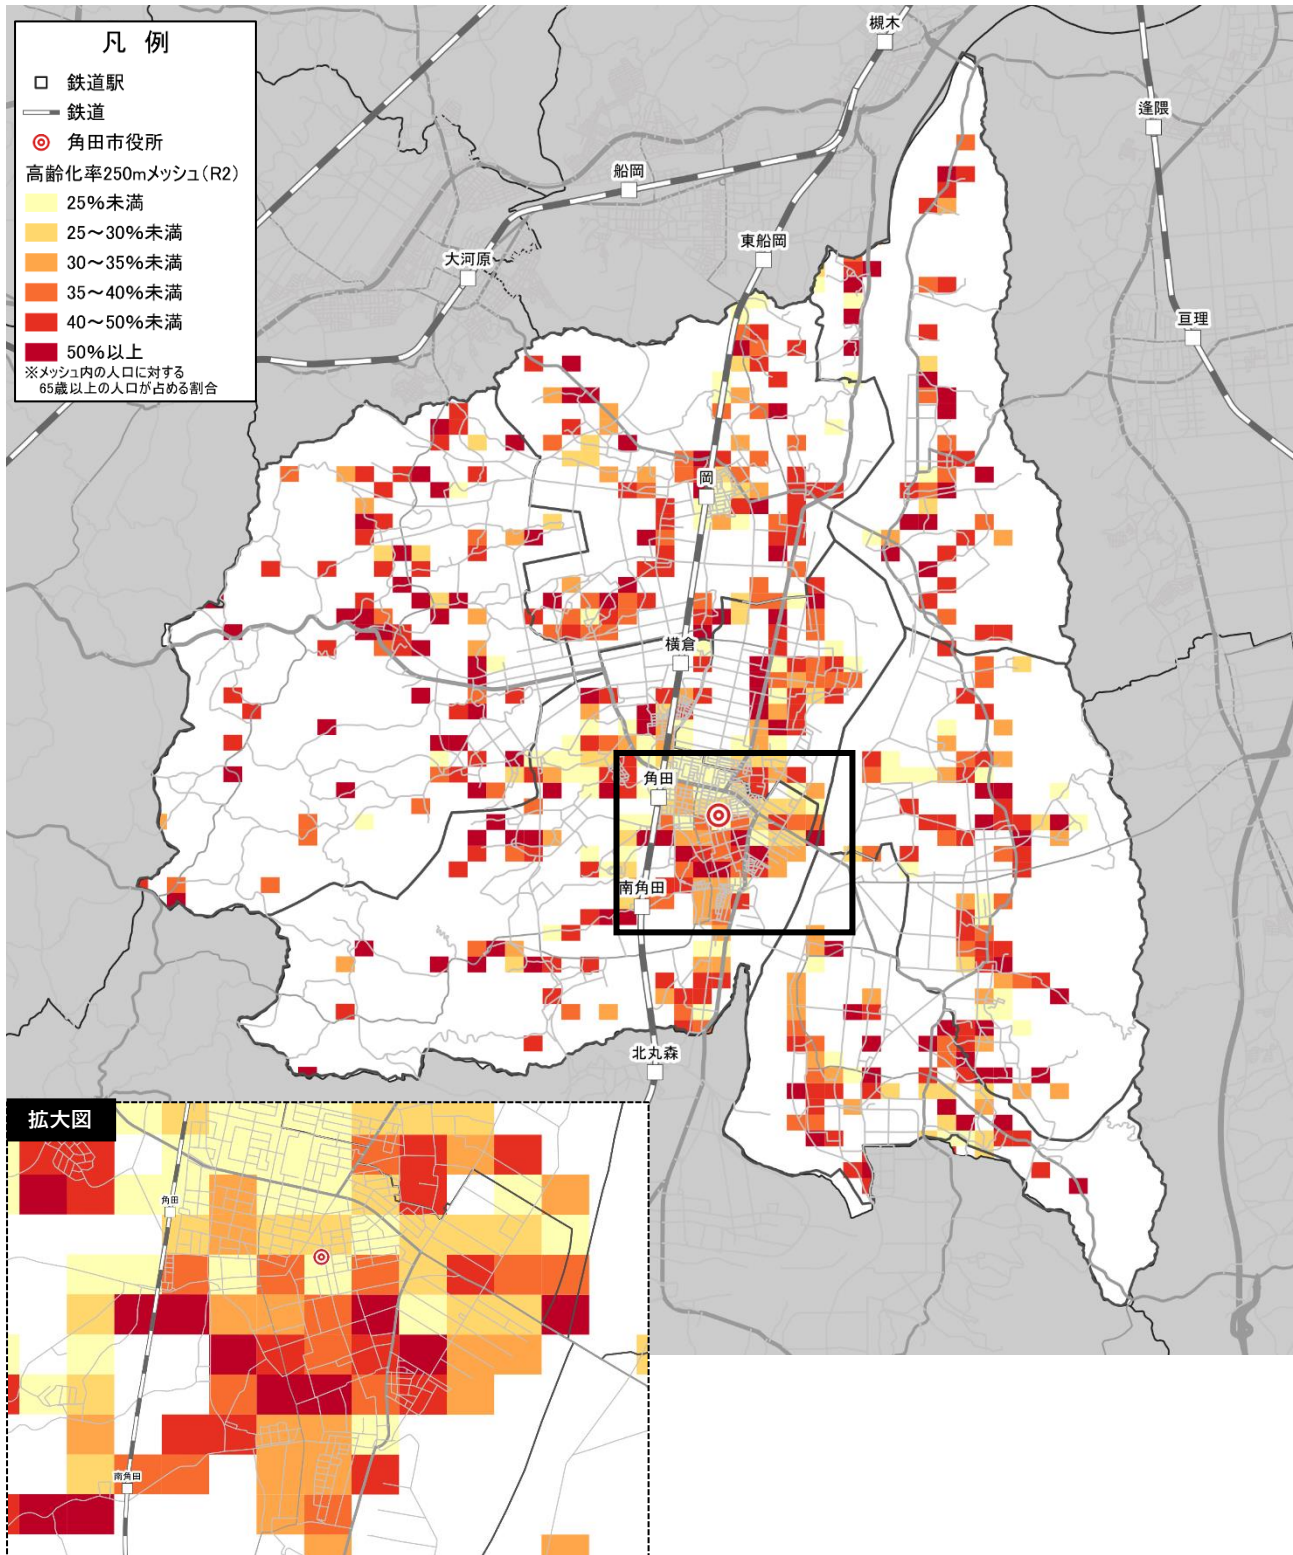 凡 例
鉄道駅
鉄道
角田市役所
高齢化率250mメッシュ(R2)
25%未満
25～30%未満
30～35%未満
35～40%未満
40～50%未満
50%以上
※メッシュ内の人口に対する
65歳以上の人口が占める割合
槻木
逢隈
船岡
東船岡
大河原
亘理
岡
横倉
角田
南角田
北丸森
拡大図
角田
南角田